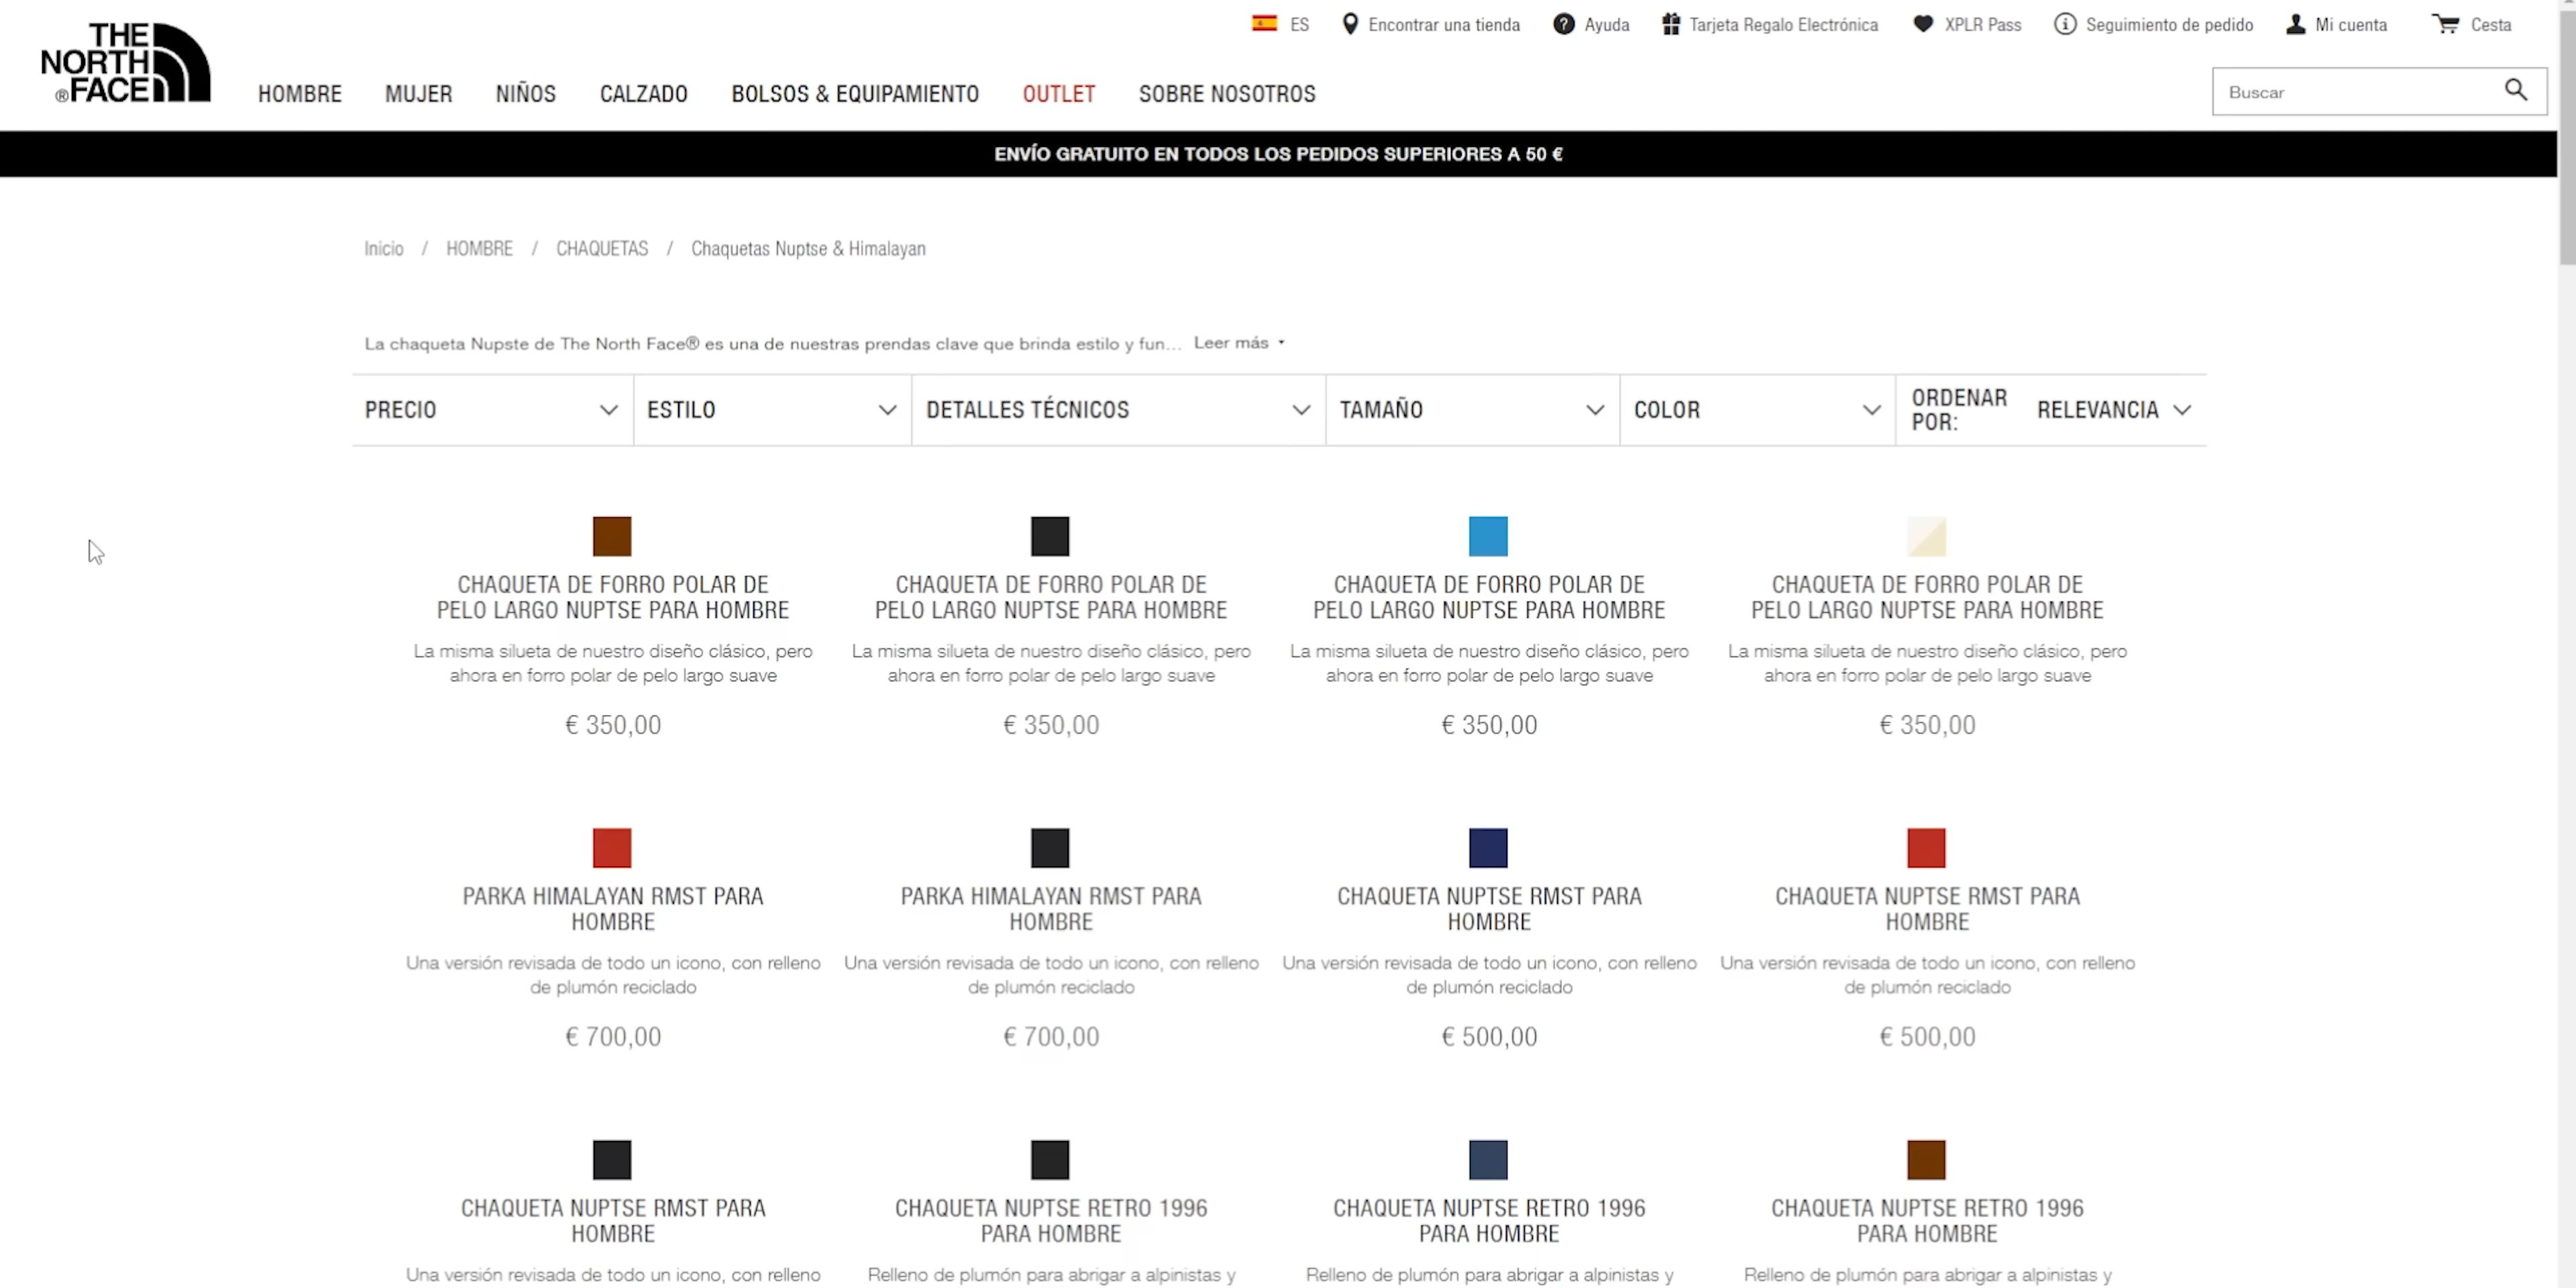 THE
NORTH
®FACE
ES
Encontrar una tienda
Ayuda
Tarjeta Regalo Electrónica
XPLR Pass
Seguimiento de pedido
Mi cuenta
Cesta
HOMBRE
MUJER
NIÑOS
CALZADO
BOLSOS & EQUIPAMIENTO
OUTLET
SOBRE NOSOTROS
Buscar
ENVÍO GRATUITO EN TODOS LOS PEDIDOS SUPERIORES A 50 €
Inicio / HOMBRE / CHAQUETAS / Chaquetas Nuptse & Himalayan
La chaqueta Nupste de The North Face® es una de nuestras prendas clave que brinda estilo y fun... Leer más
PRECIO
ESTILO
DETALLES TÉCNICOS
TAMAÑO
COLOR
ORDENAR
POR:
RELEVANCIA
CHAQUETA DE FORRO POLAR DE
PELO LARGO NUPTSE PARA HOMBRE
La misma silueta de nuestro diseño clásico, pero
ahora en forro polar de pelo largo suave
€ 350,00
CHAQUETA DE FORRO POLAR DE
PELO LARGO NUPTSE PARA HOMBRE
La misma silueta de nuestro diseño clásico, pero
ahora en forro polar de pelo largo suave
€ 350,00
CHAQUETA DE FORRO POLAR DE
PELO LARGO NUPTSE PARA HOMBRE
La misma silueta de nuestro diseño clásico, pero
ahora en forro polar de pelo largo suave
€ 350,00
CHAQUETA DE FORRO POLAR DE
PELO LARGO NUPTSE PARA HOMBRE
La misma silueta de nuestro diseño clásico, pero
ahora en forro polar de pelo largo suave
€ 350,00
PARKA HIMALAYAN RMST PARA
HOMBRE
Una versión revisada de todo un icono, con relleno
de plumón reciclado
€ 700,00
PARKA HIMALAYAN RMST PARA
HOMBRE
Una versión revisada de todo un icono, con relleno
de plumón reciclado
€ 700,00
CHAQUETA NUPTSE RMST PARA
HOMBRE
Una versión revisada de todo un icono, con relleno
de plumón reciclado
€ 500,00
CHAQUETA NUPTSE RMST PARA
HOMBRE
Una versión revisada de todo un icono, con relleno
de plumón reciclado
€ 500,00
CHAQUETA NUPTSE RMST PARA
HOMBRE
Una versión revisada de todo un icono, con relleno
CHAQUETA NUPTSE RETRO 1996
PARA HOMBRE
Relleno de plumón para abrigar a alpinistas y
CHAQUETA NUPTSE RETRO 1996
PARA HOMBRE
Relleno de plumón para abrigar a alpinistas y
CHAQUETA NUPTSE RETRO 1996
PARA HOMBRE
Relleno de plumón para abrigar a alpinistas y